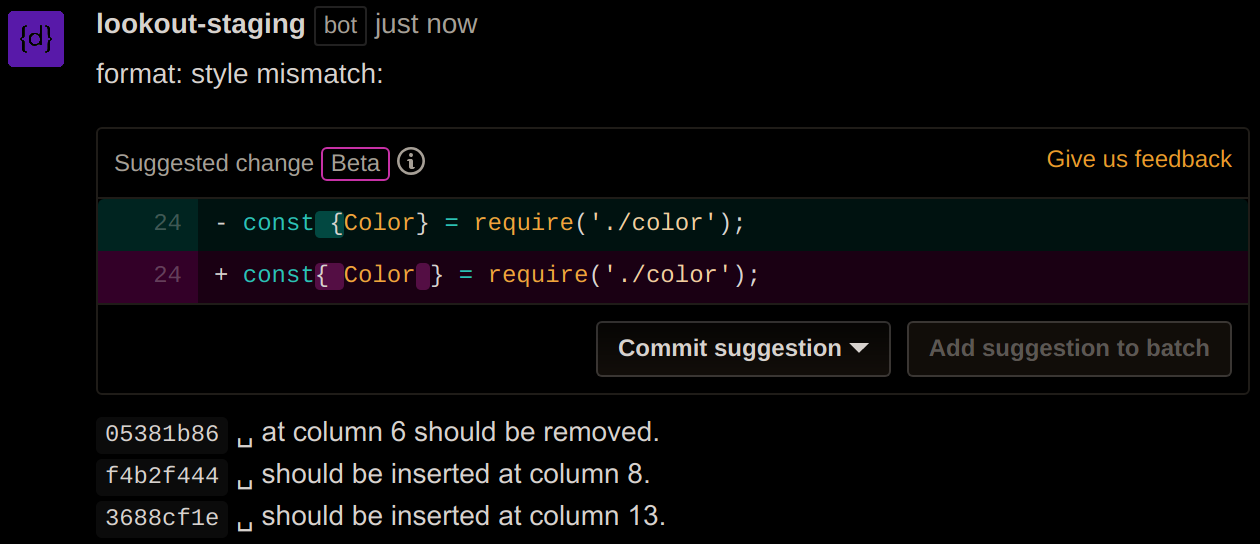 {d} lookout-staging bot just now
format: style mismatch:
Suggested change Beta Give us feedback
24 - const {Color} = require('./color');
24 + const{ Color } = require('./color');
Commit suggestion Add suggestion to batch
05381b86 ␣ at column 6 should be removed.
f4b2f444 ␣ should be inserted at column 8.
3688cf1e ␣ should be inserted at column 13.